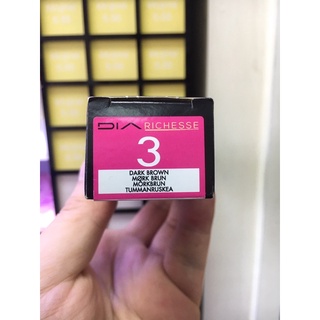 DIA RICHESSE
3
DARK BROWN
MØRK BRUN
MÖRKBRUN
TUMMANRUSKEA